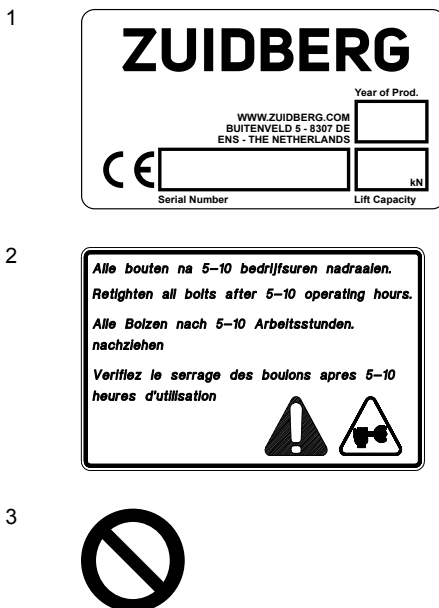 1
ZUIDBERG
Year of Prod.
WWW.ZUIDBERG.COM
BUITENVELD 5 - 8307 DE
ENS - THE NETHERLANDS
CE
kN
Serial Number
Lift Capacity
2
Alle bouten na 5-10 bedrijfsuren nadraaien.
Retighten all bolts after 5-10 operating hours.
Alle Bolzen nach 5-10 Arbeitsstunden.
nachziehen
Verifiez le serrage des boulons apres 5-10
heures d'utilisation
3